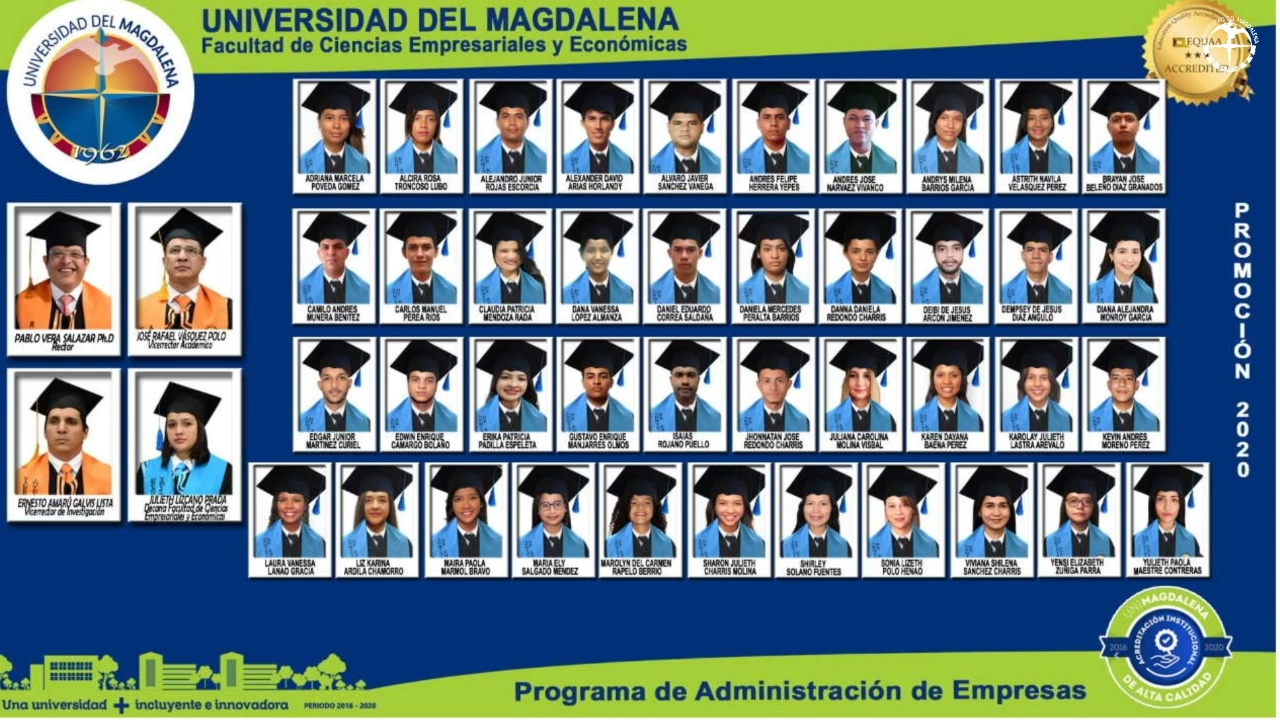 UNIVERSIDAD DEL MAGDALENA
Facultad de Ciencias Empresariales y Económicas
UNIVERSIDAD DEL MAGDALENA
1962
EQUAA
ACCREDITED
ADRIANA MARCELA
POVEDA GOMEZ
ALCIRA ROSA
TRONCOSO LUBO
ALEJANDRO JUNIOR
ROJAS ESCORCIA
ALEXANDER DAVID
ARIAS HORLANDY
ALVARO JAVIER
SANCHEZ VANEGA
ANDRES FELIPE
HERRERA YEPES
ANDRES JOSE
NARVAEZ VIVANCO
ANDRYS MILENA
BARRIOS GARCIA
ASTRITH NAVILA
VELASQUEZ PEREZ
BRAYAN JOSE
BELEÑO DIAZ GRANADOS
PABLO VERA SALAZAR Ph.D
Rector
JOSÉ RAFAEL VÁSQUEZ POLO
Vicerrector Académico
CAMILO ANDRES
MUNERA BENITEZ
CARLOS MANUEL
PEREA RIOS
CLAUDIA PATRICIA
MENDOZA RADA
DANA VANESSA
LOPEZ ALMANZA
DANIEL EDUARDO
CORREA SALDAÑA
DANIELA MERCEDES
PERALTA BARRIOS
DANNA DANIELA
REDONDO CHARRIS
DEIBI DE JESUS
ARCON JIMENEZ
DEMPSEY DE JESUS
DIAZ ANGULO
DIANA ALEJANDRA
MONROY GARCIA
PROMOCIÓN 2020
EDGAR JUNIOR
MARTINEZ CURIEL
EDWIN ENRIQUE
CAMARGO BOLAÑO
ERIKA PATRICIA
PADILLA ESPELETA
GUSTAVO ENRIQUE
MANJARRES OLMOS
ISAIAS
ROJANO PUELLO
JHONNATAN JOSE
REDONDO CHARRIS
JULIANA CAROLINA
MOLINA VISBAL
KAREN DAYANA
BAENA PEREZ
KAROLAY JULIETH
LASTRA AREVALO
KEVIN ANDRES
MORENO PEREZ
ERNESTO AMARÚ GALVIS LISTA
Vicerrector de Investigación
JULIETH LIZCANO PRADA
Decana Facultad de Ciencias
Empresariales y Económicas
LAURA VANESSA
LANAO GRACIA
LIZ KARINA
ARDILA CHAMORRO
MAIRA PAOLA
MARMOL BRAVO
MARIA ELY
SALGADO MENDEZ
MAROLYN DEL CARMEN
RAPELO BERRIO
SHARON JULIETH
CHARRIS MOLINA
SHIRLEY
SOLANO FUENTES
SONIA LIZETH
POLO HENAO
VIVIANA SHILENA
SANCHEZ CHARRIS
YENSI ELIZABETH
ZUÑIGA PARRA
YULIETH PAOLA
MAESTRE CONTRERAS
UNIMAGDALENA
ACREDITACIÓN INSTITUCIONAL
2016
2020
DE ALTA CALIDAD
Una universidad + incluyente e innovadora
PERIODO 2016 - 2020
Programa de Administración de Empresas